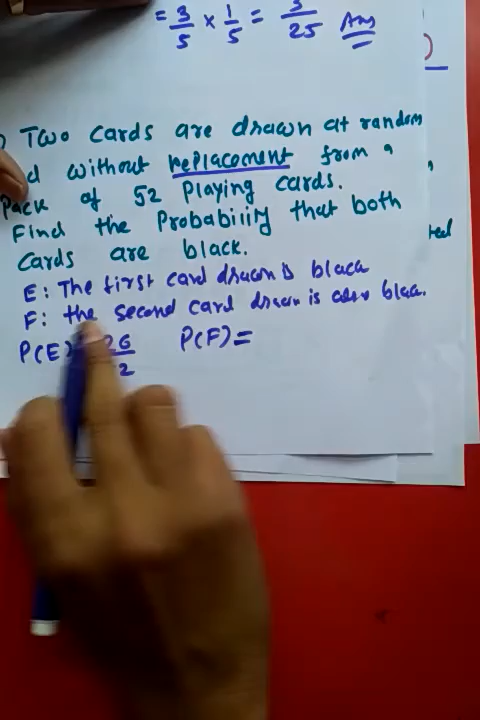 = 3/5 × 1/5 = 3/25 Ans
Two cards are drawn at random
d without replacement from a
Pack of 52 Playing cards.
Find the Probability that both
cards are black.
E: The first card drawn is black
F: the second card drawn is also black.
P(E) 26 P(F)=
2